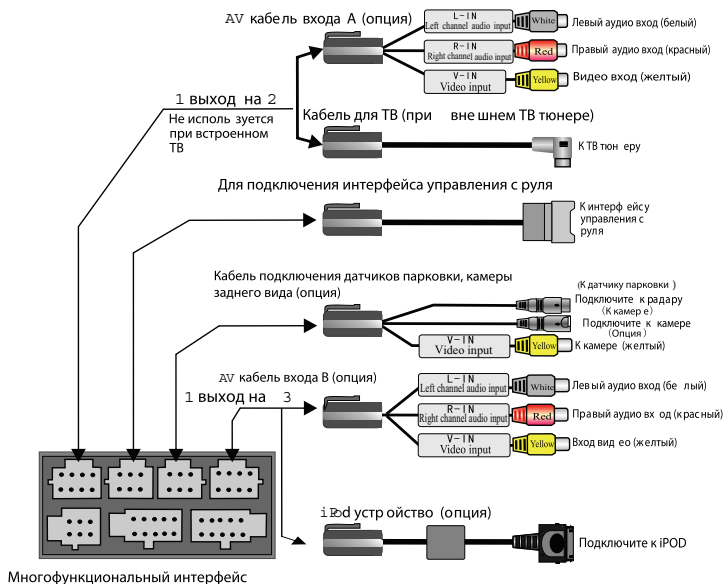 AV кабель входа А (опция)
L-IN
Left channel audio input
White
Левый аудио вход (белый)
R-IN
Right channel audio input
Red
Правый аудио вход (красный)
V-IN
Video input
Yellow
Видео вход (желтый)
1 выход на 2
Не исполь зуется
при встроенном
ТВ
Кабель для ТВ (при вне шнем ТВ тюнере)
К ТВ тюн еру
Для подключения интерфейса управления с руля
К интерф ейсу
управления с
руля
Кабель подключения датчиков парковки, камеры
заднего вида (опция)
(К датчику парковки )
Подключите к радару
(К камер е)
Подключите к камере
(Опция )
V-IN
Video input
Yellow
К камере (желтый)
AV кабель входа В (опция)
1 выход на 3
L-IN
Left channel audio input
White
Левый аудио вход (бе лый)
R-IN
Right channel audio input
Red
Правый аудио вх од (красный)
V-IN
Video input
Yellow
Вход вид ео (желтый)
iPod устр ойство (опция)
Подключите к iPOD
Многофункциональный интерфейс